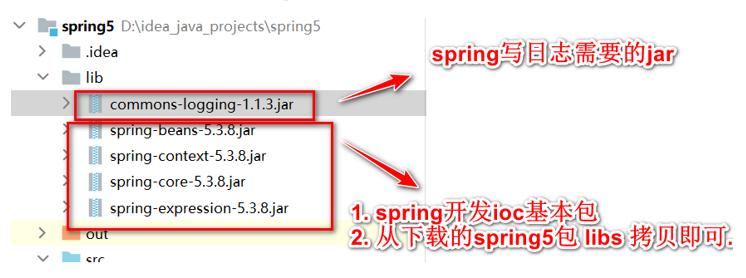 spring5 D:\idea_java_projects\spring5
.idea
spring写日志需要的jar
lib
commons-logging-1.1.3.jar
spring-beans-5.3.8.jar
spring-context-5.3.8.jar
spring-core-5.3.8.jar
spring-expression-5.3.8.jar
1. spring开发ioc基本包
2. 从下载的spring5包 libs 拷贝即可.
out
src